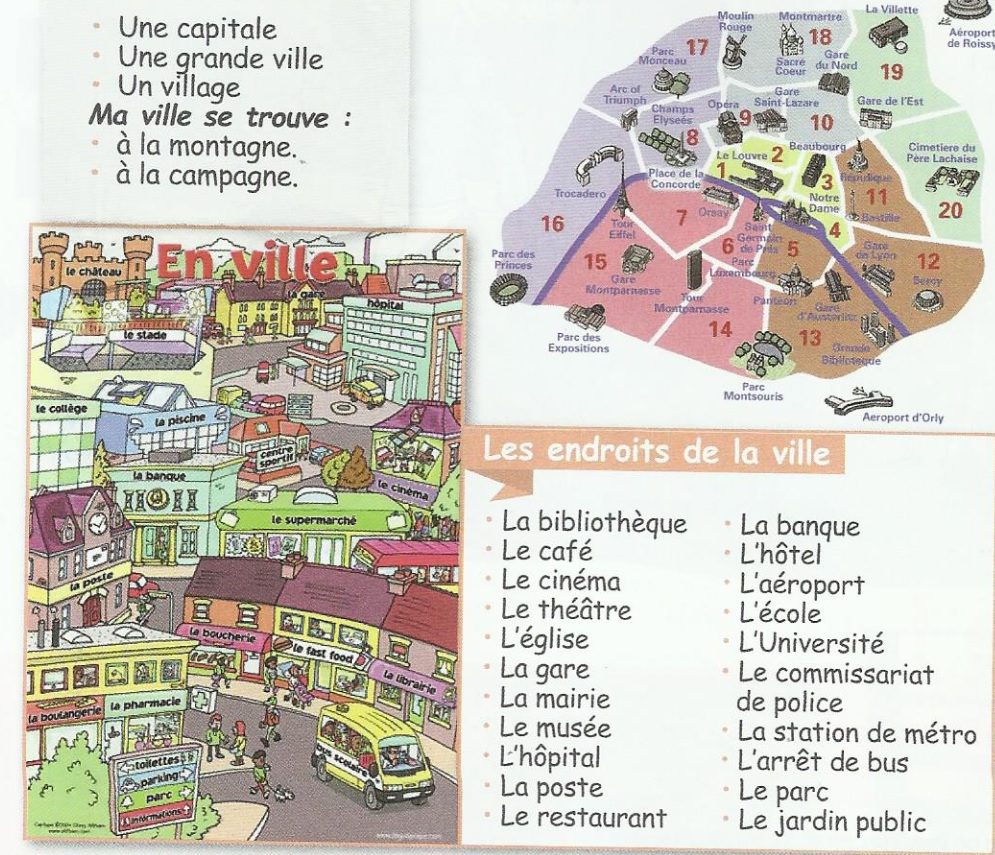 Une capitale
Une grande ville
Un village
Ma ville se trouve :
à la montagne.
à la campagne.
La Villette
Moulin
Rouge
Montmartre
Aéroport
de Roissy
17
18
Parc
Monceau
Sacré
Coeur
Gare
du Nord
19
Arc of
Triumph
Champs
Elyseés
Opera
Gare
Saint-Lazare
Gare de l'Est
8
9
10
Le Louvre
2
Beaubourg
Cimetiere du
Père Lachaise
Place de la
Concorde
1
3
République
11
Trocadero
Notre
Dame
Bastille
20
16
Tour
Eiffel
7
Orsay
Saint
Germain
de Prés
4
6
5
Gare
de Lyon
12
Parc des
Princes
15
Gare
Montparnasse
Parc
Luxembourg
Bercy
Tour
Montparnasse
Panteon
Gare
d'Austerlitz
Parc des
Expositions
14
13
Grande
Biblioteque
Parc
Montsouris
Aeroport d'Orly
En ville
le château
la gare
hôpital
le stade
le collège
la piscine
centre
sportif
la banque
le cinéma
le supermarché
la poste
la boucherie
le fast food
la librairie
la boulangerie
la pharmacie
bus scolaire
toilettes
parking
parc
informations
Les endroits de la ville
La bibliothèque
Le café
Le cinéma
Le théâtre
L'église
La gare
La mairie
Le musée
L'hôpital
La poste
Le restaurant
La banque
L'hôtel
L'aéroport
L'école
L'Université
Le commissariat
de police
La station de métro
L'arrêt de bus
Le parc
Le jardin public